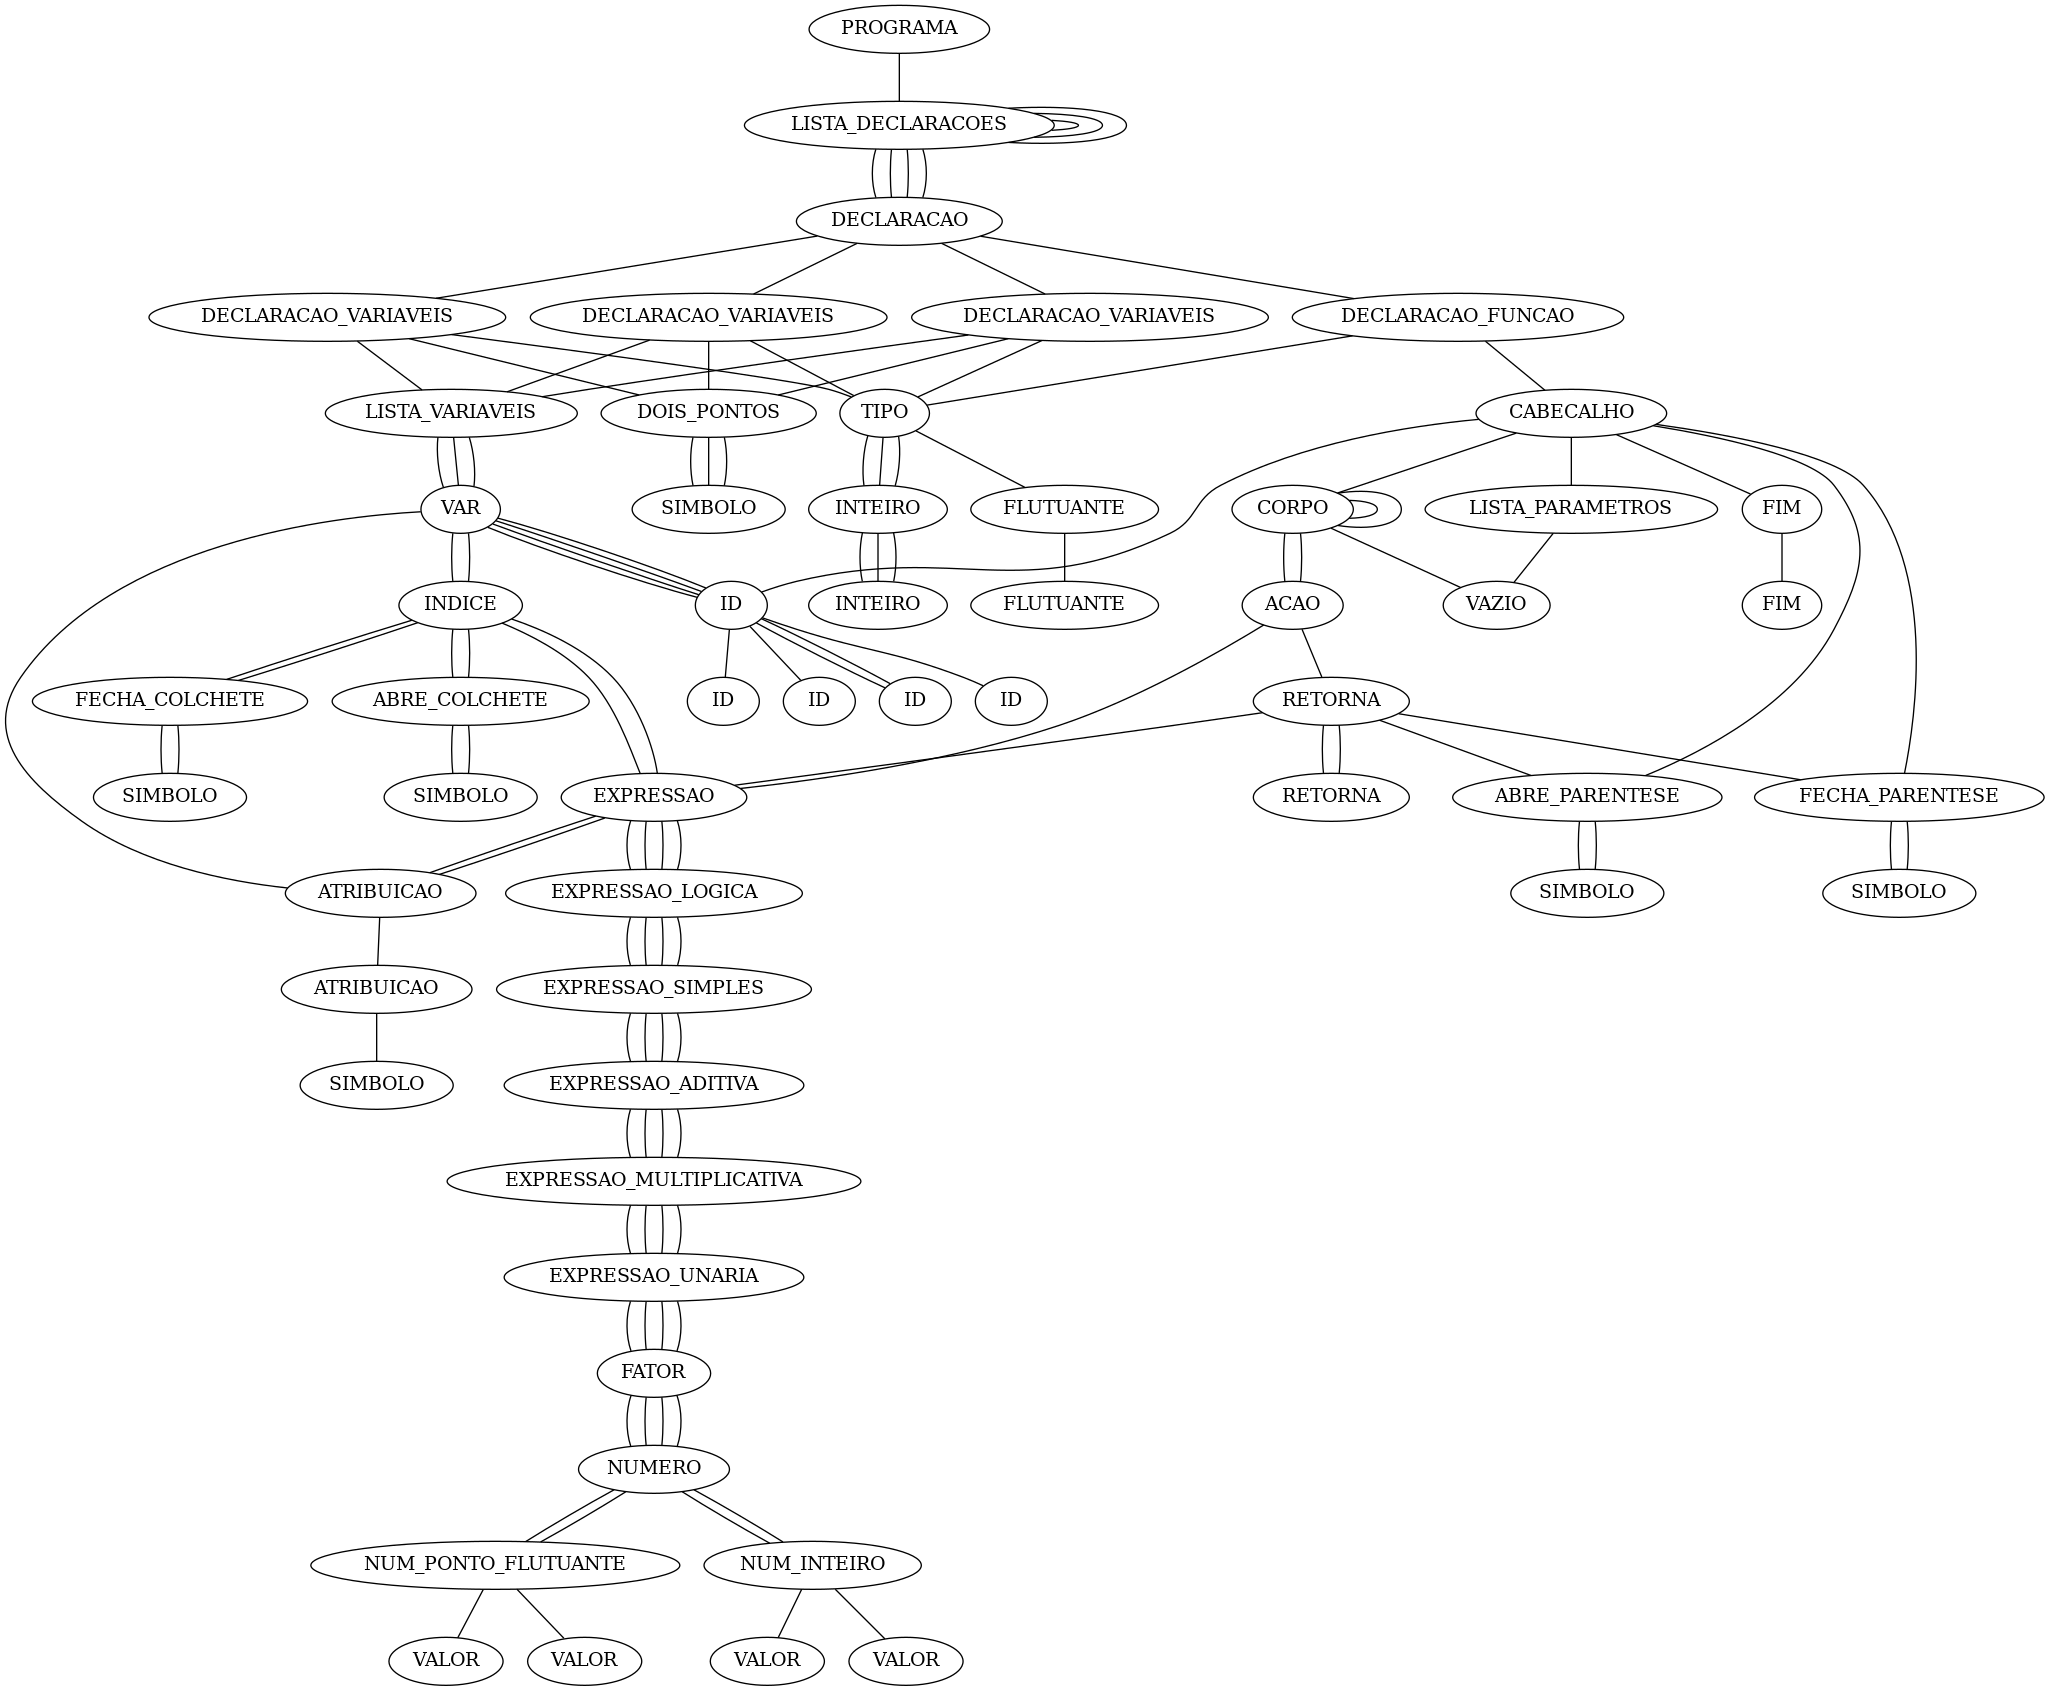 PROGRAMA
LISTA_DECLARACOES
DECLARACAO
DECLARACAO_VARIAVEIS
DECLARACAO_VARIAVEIS
DECLARACAO_VARIAVEIS
DECLARACAO_FUNCAO
LISTA_VARIAVEIS
DOIS_PONTOS
TIPO
CABECALHO
VAR
SIMBOLO
INTEIRO
FLUTUANTE
CORPO
LISTA_PARAMETROS
FIM
INDICE
ID
INTEIRO
FLUTUANTE
ACAO
VAZIO
FIM
FECHA_COLCHETE
ABRE_COLCHETE
ID
ID
ID
ID
RETORNA
SIMBOLO
SIMBOLO
EXPRESSAO
RETORNA
ABRE_PARENTESE
FECHA_PARENTESE
ATRIBUICAO
EXPRESSAO_LOGICA
SIMBOLO
SIMBOLO
ATRIBUICAO
EXPRESSAO_SIMPLES
SIMBOLO
EXPRESSAO_ADITIVA
EXPRESSAO_MULTIPLICATIVA
EXPRESSAO_UNARIA
FATOR
NUMERO
NUM_PONTO_FLUTUANTE
NUM_INTEIRO
VALOR
VALOR
VALOR
VALOR